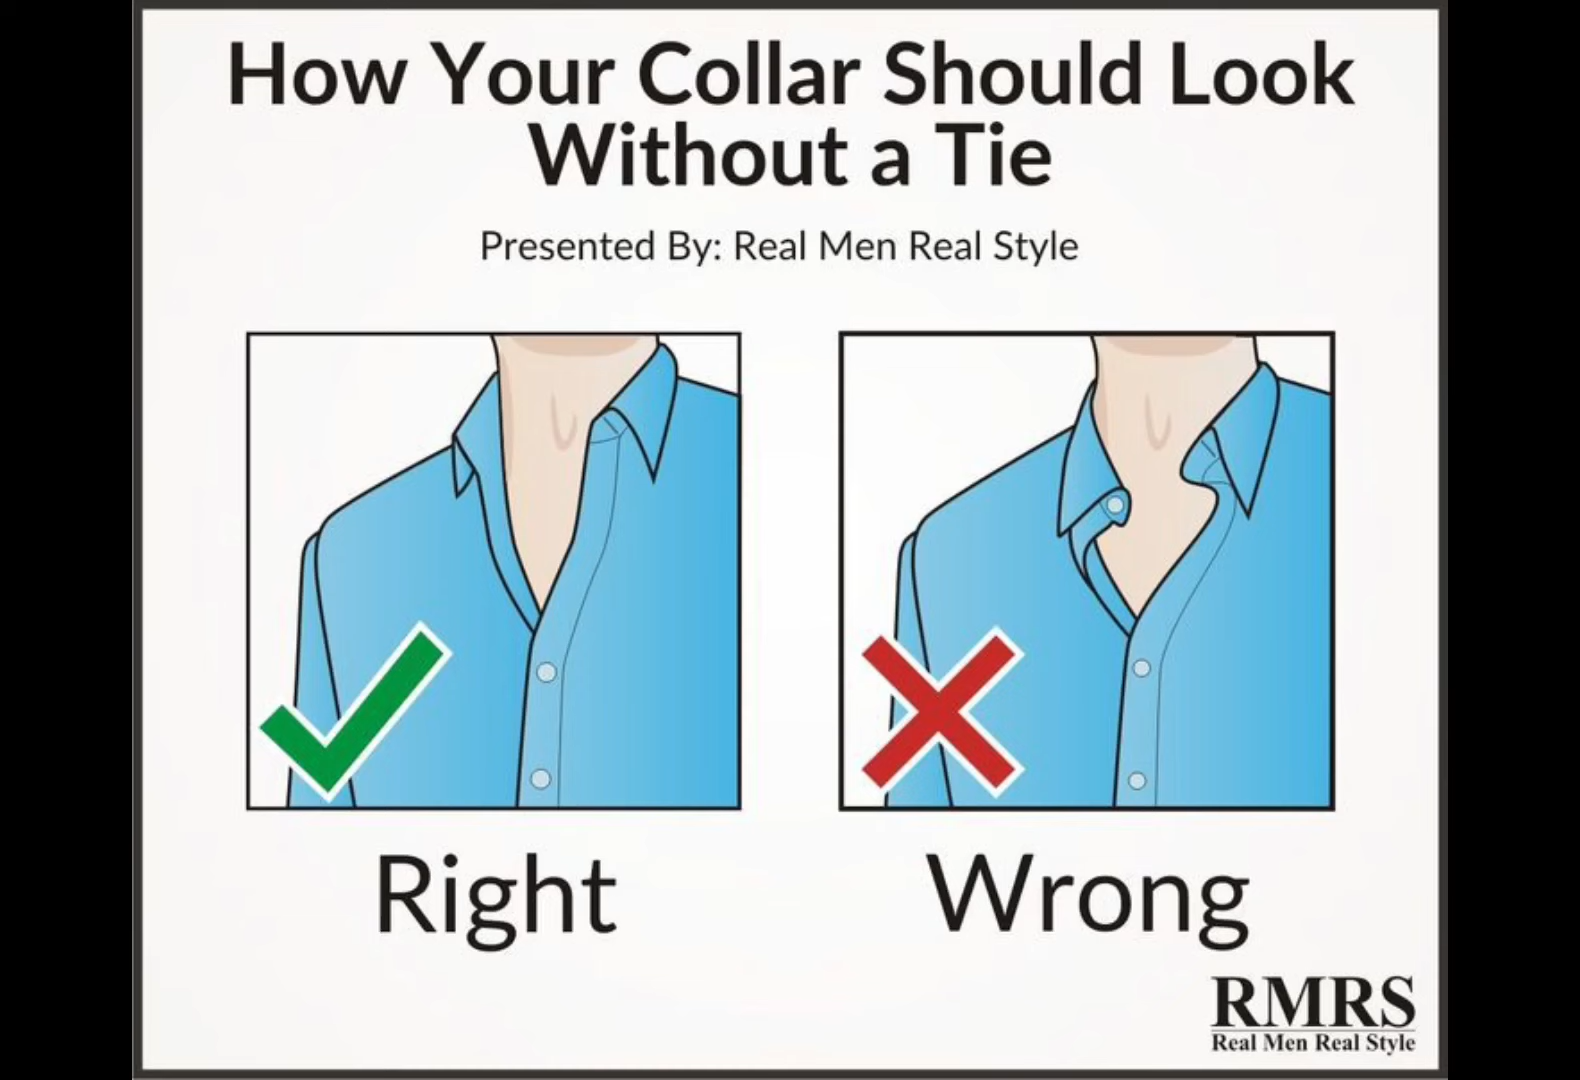 How Your Collar Should Look
Without a Tie
Presented By: Real Men Real Style
Right
Wrong
RMRS
Real Men Real Style